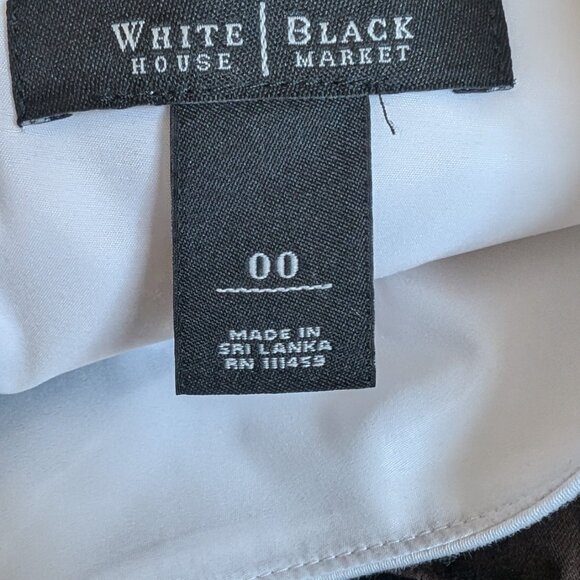 WHITE | BLACK
HOUSE | MARKET
00
MADE IN
SRI LANKA
RN 111459